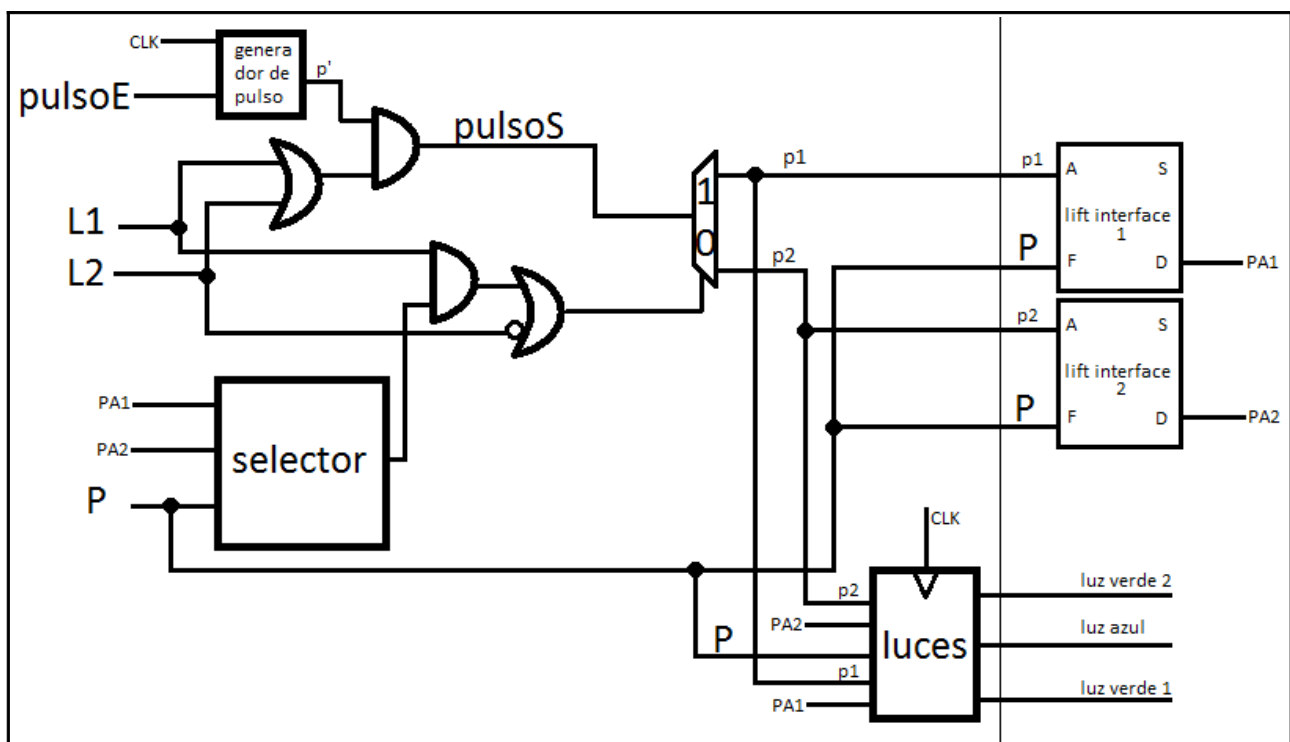 CLK
genera
dor de
pulso
p'
pulsoE
pulsoS
L1
L2
1
0
p1
p2
p1
A
S
lift interface
1
P
F
D
PA1
p2
A
S
lift interface
2
P
F
D
PA2
PA1
PA2
P
selector
CLK
p2
PA2
P
p1
PA1
luces
luz verde 2
luz azul
luz verde 1